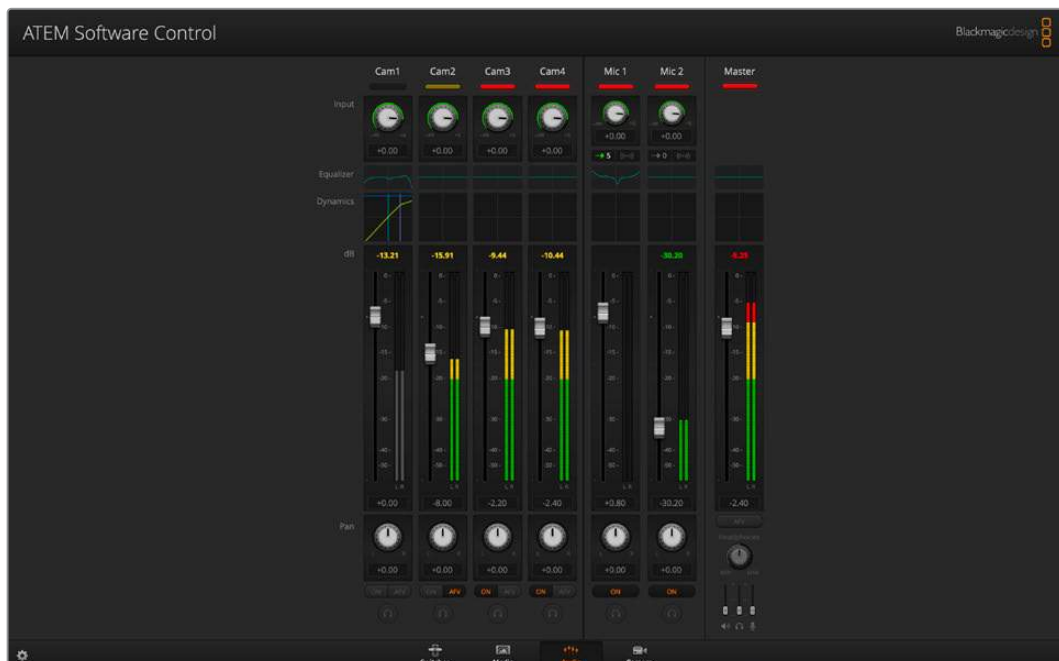 ATEM Software Control
Blackmagicdesign
Cam1 Cam2 Cam3 Cam4 Mic 1 Mic 2 Master
Input
+0.00 +0.00 +0.00 +0.00 +0.00 +0.00
5 0
Equalizer
Dynamics
dB -13.21 -15.91 -9.44 -10.44 -30.20
L R L R L R L R L R L R L R
+0.00 -8.00 -2.20 -2.40 +0.80 -30.20 -2.40
Pan
AFV
Headphones
L R L R L R L R L R L R
+0.00 +0.00 +0.00 +0.00 +0.00 +0.00
ON AFV ON AFV ON AFV ON AFV ON ON